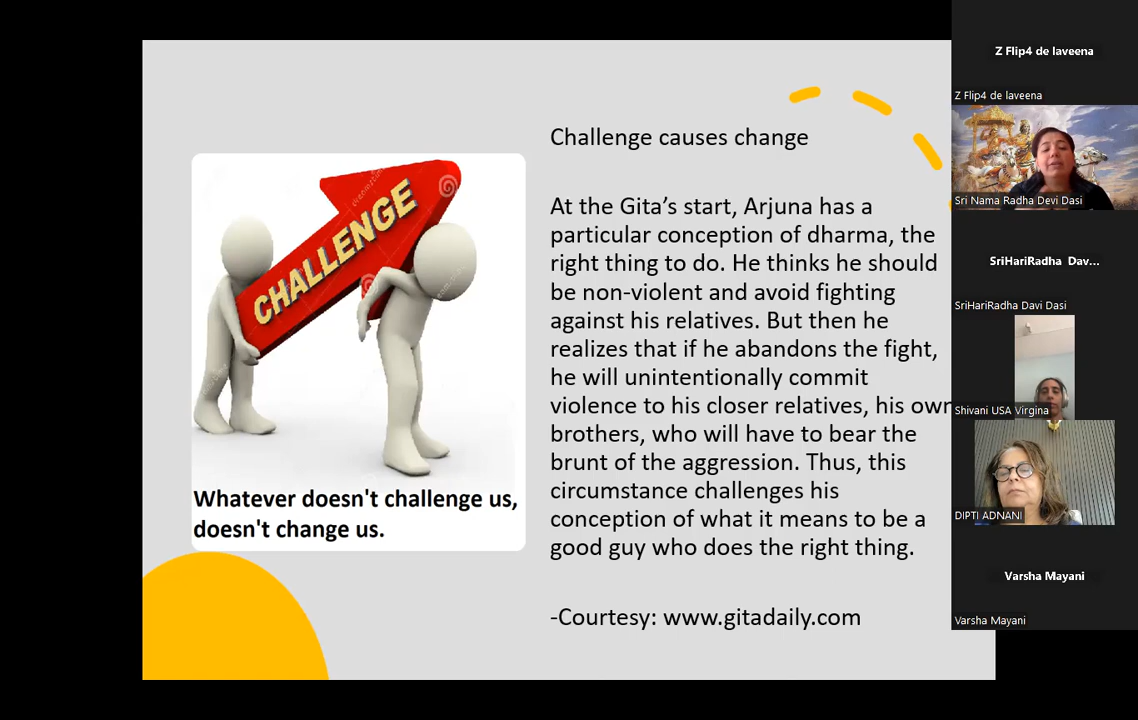 CHALLENGE
Whatever doesn't challenge us,
doesn't change us.
Challenge causes change
At the Gita’s start, Arjuna has a
particular conception of dharma, the
right thing to do. He thinks he should
be non-violent and avoid fighting
against his relatives. But then he
realizes that if he abandons the fight,
he will unintentionally commit
violence to his closer relatives, his own
brothers, who will have to bear the
brunt of the aggression. Thus, this
circumstance challenges his
conception of what it means to be a
good guy who does the right thing.
-Courtesy: www.gitadaily.com
Z Flip4 de laveena
Z Flip4 de laveena
Sri Nama Radha Devi Dasi
SriHariRadha Dav...
SriHariRadha Davi Dasi
Shivani USA Virgina
DIPTI ADNANI
Varsha Mayani
Varsha Mayani